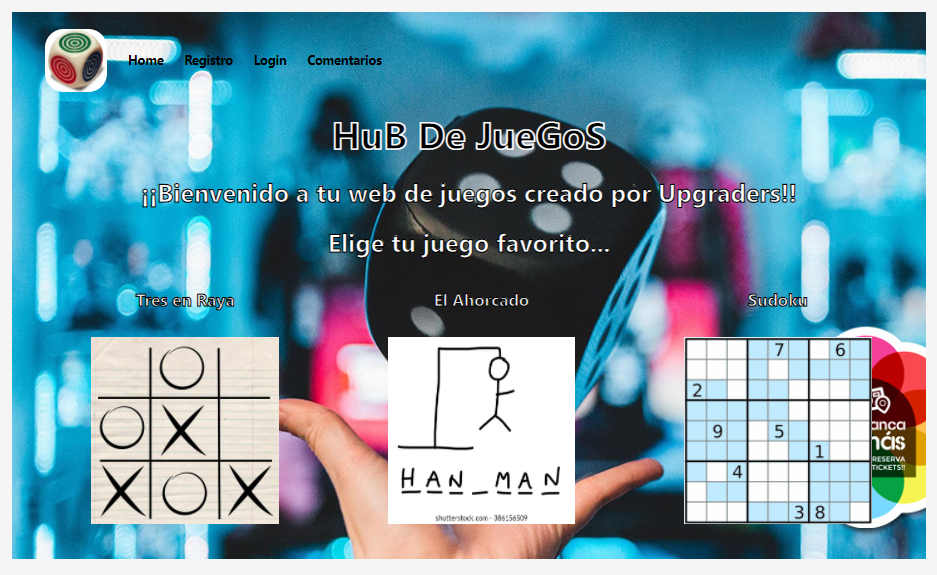 Home Registro Login Comentarios
HuB De JueGoS
¡¡Bienvenido a tu web de juegos creado por Upgraders!!
Elige tu juego favorito...
Tres en Raya El Ahorcado Sudoku
HAN_MAN
shutterstock.com · 386156509
7 6
2
9 5
1
4
3 8
anca
más
RESERVA
TICKETS!!